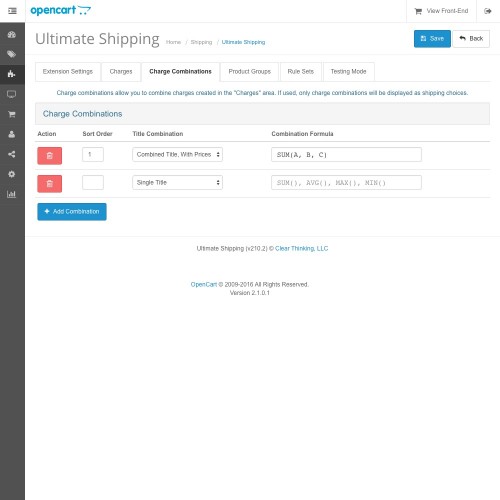 opencart
View Front-End
Ultimate Shipping
Home / Shipping / Ultimate Shipping
Save
Back
Extension Settings
Charges
Charge Combinations
Product Groups
Rule Sets
Testing Mode
Charge combinations allow you to combine charges created in the "Charges" area. If used, only charge combinations will be displayed as shipping choices.
Charge Combinations
Action Sort Order Title Combination Combination Formula
1 Combined Title, With Prices SUM(A, B, C)
Single Title SUM(), AVG(), MAX(), MIN()
+ Add Combination
Ultimate Shipping (v210.2) © Clear Thinking, LLC
OpenCart © 2009-2016 All Rights Reserved.
Version 2.1.0.1